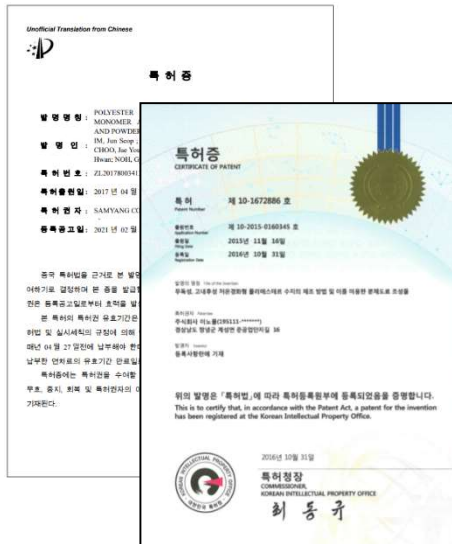 Unofficial Translation from Chinese
특 허 증
발 명 명 칭 : POLYESTER
MONOMER
AND POWDER
발 명 인 : IM, Jun Seop ;
CHOO, Jae You
Hwan; NOH, G
특 허 번 호 : ZL201780034
특허출원일: 2017 년 04 월
특 허 권 자 : SAMYANG CO
등록공고일: 2021 년 02 월
중국 특허법을 근거로 본 발명
여하기로 결정하며 본 증을 발급
권은 등록공고일로부터 효력을 발
본 특허의 특허권 유효기간은
허법 및 실시세칙의 규정에 의해
매년 04 월 27 일전에 납부해야 한
납부한 연차료의 유효기간 만료일
특허증에는 특허권을 수여할
무효, 중지, 회복 및 특허권자의
기재된다.
특허증
CERTIFICATE OF PATENT
특 허
Patent Number
제 10-1672886 호
출원번호
Application Number
제 10-2015-0160345 호
출원일
Filing Date
2015년 11월 16일
등록일
Registration Date
2016년 10월 31일
발명의 명칭 Title of the Invention
무독성, 고내후성 저온경화형 폴리에스테르 수지의 제조 방법 및 이를 이용한 분체도료 조성물
특허권자 Patentee
주식회사 이노폴(195111-*******)
경상남도 창녕군 계성면 준공업단지길 36
발명자 Inventor
등록사항란에 기재
위의 발명은 「특허법」에 따라 특허등록원부에 등록되었음을 증명합니다.
This is to certify that, in accordance with the Patent Act, a patent for the invention
has been registered at the Korean Intellectual Property Office.
2016년 10월 31일
특허청장
COMMISSIONER,
KOREAN INTELLECTUAL PROPERTY OFFICE
최 동 규